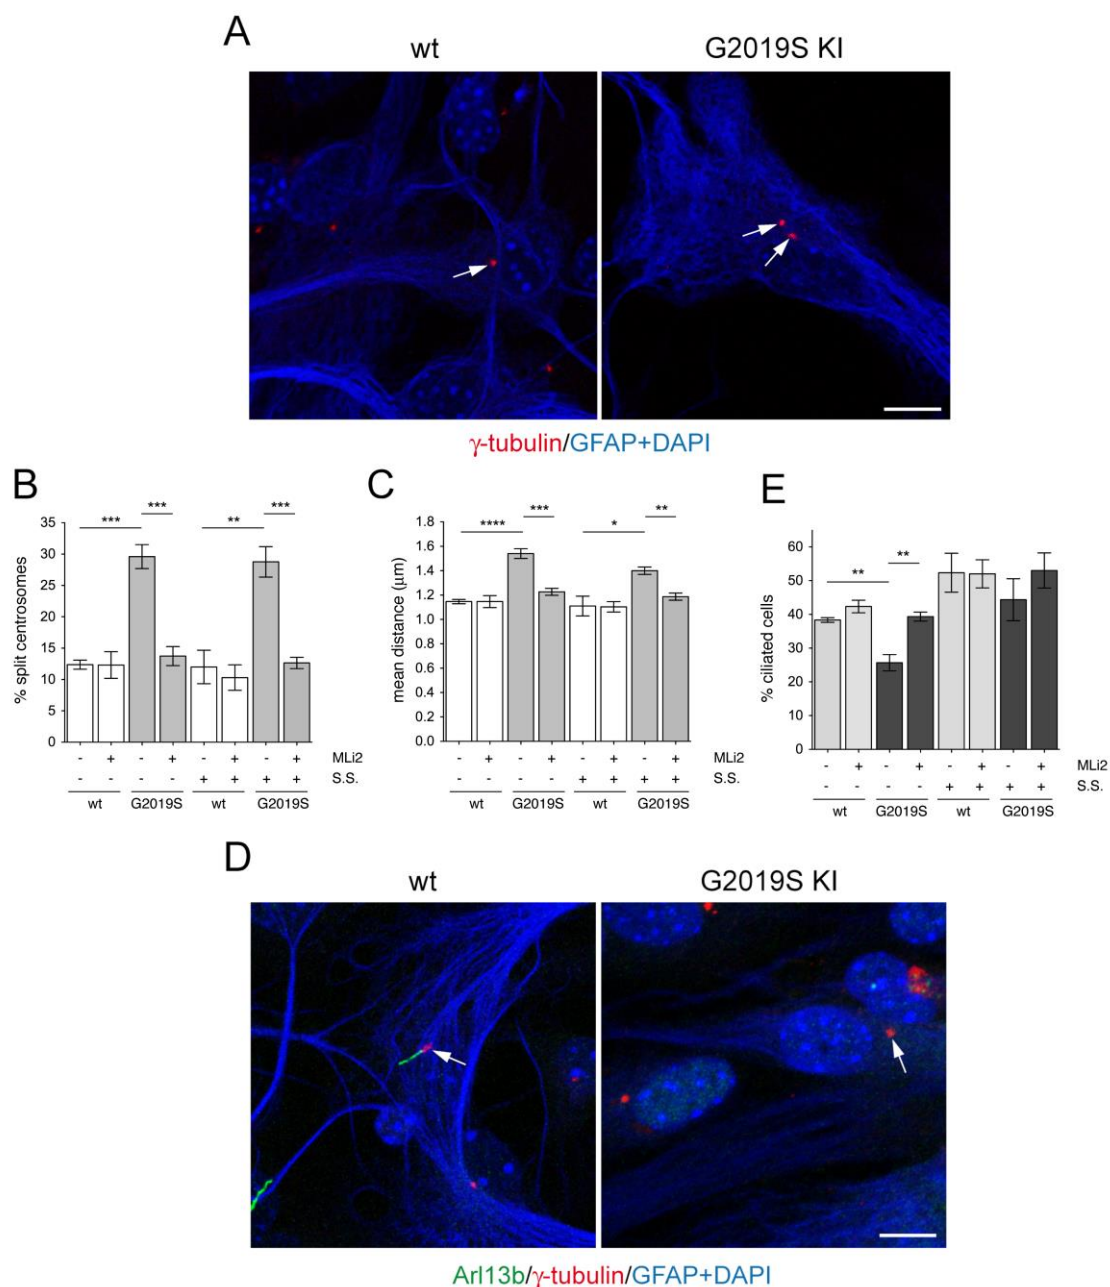 A
wt G2019S KI
γ-tubulin/GFAP+DAPI
B
% split centrosomes
35
30
25
20
15
10
5
0
*** *** ** ***
- + - + - + - + MLi2
- - - - + + + + S.S.
wt G2019S wt G2019S
C
mean distance (μm)
1.8
1.6
1.4
1.2
1.0
0.8
0.6
0.4
0.2
0.0
**** *** * **
- + - + - + - + MLi2
- - - - + + + + S.S.
wt G2019S wt G2019S
E
% ciliated cells
60
50
40
30
20
10
0
** **
- + - + - + - + MLi2
- - - - + + + + S.S.
wt G2019S wt G2019S
D
wt G2019S KI
Arl13b/γ-tubulin/GFAP+DAPI